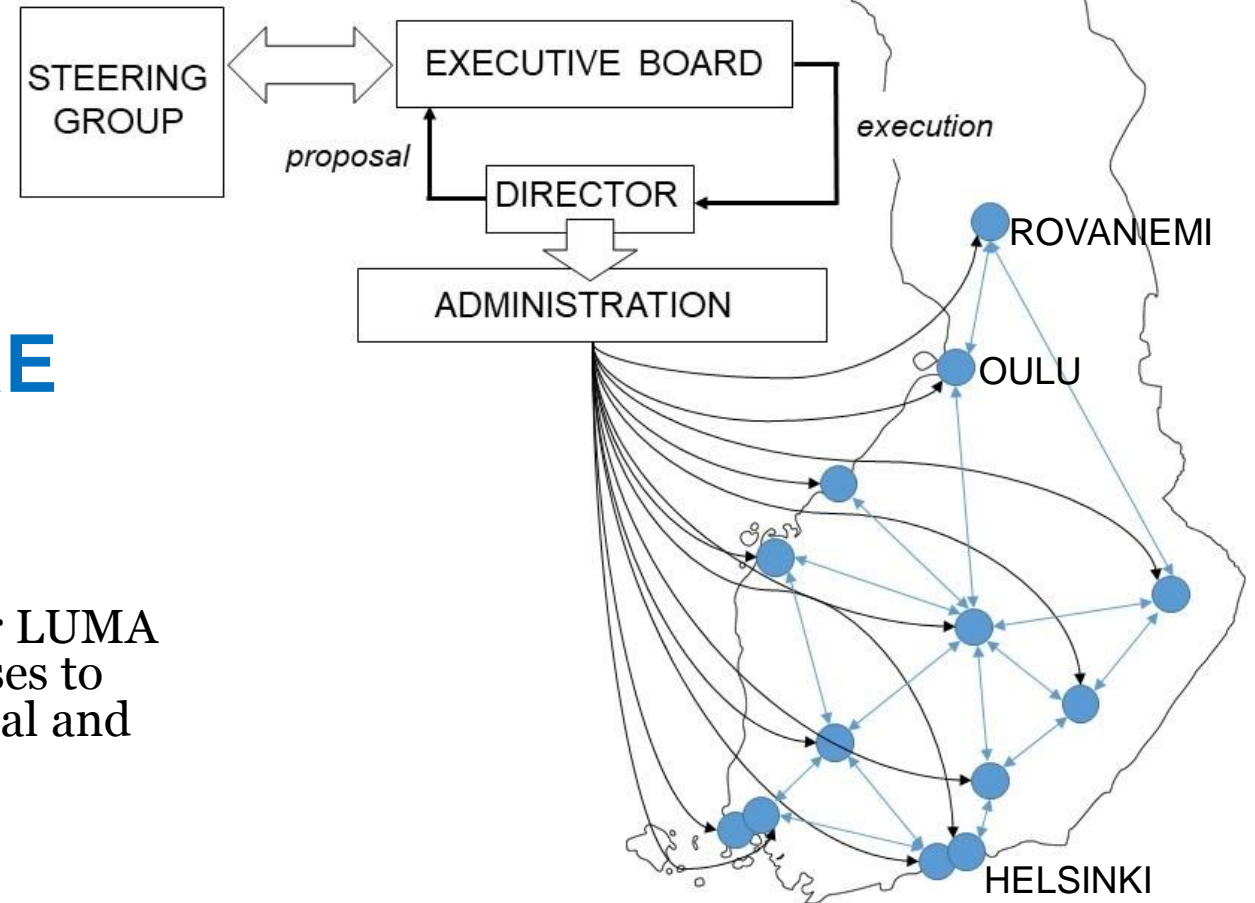 STEERING
GROUP
EXECUTIVE BOARD
proposal
execution
DIRECTOR
ADMINISTRATION
ROVANIEMI
OULU
HELSINKI
E
LUMA
ses to
al and